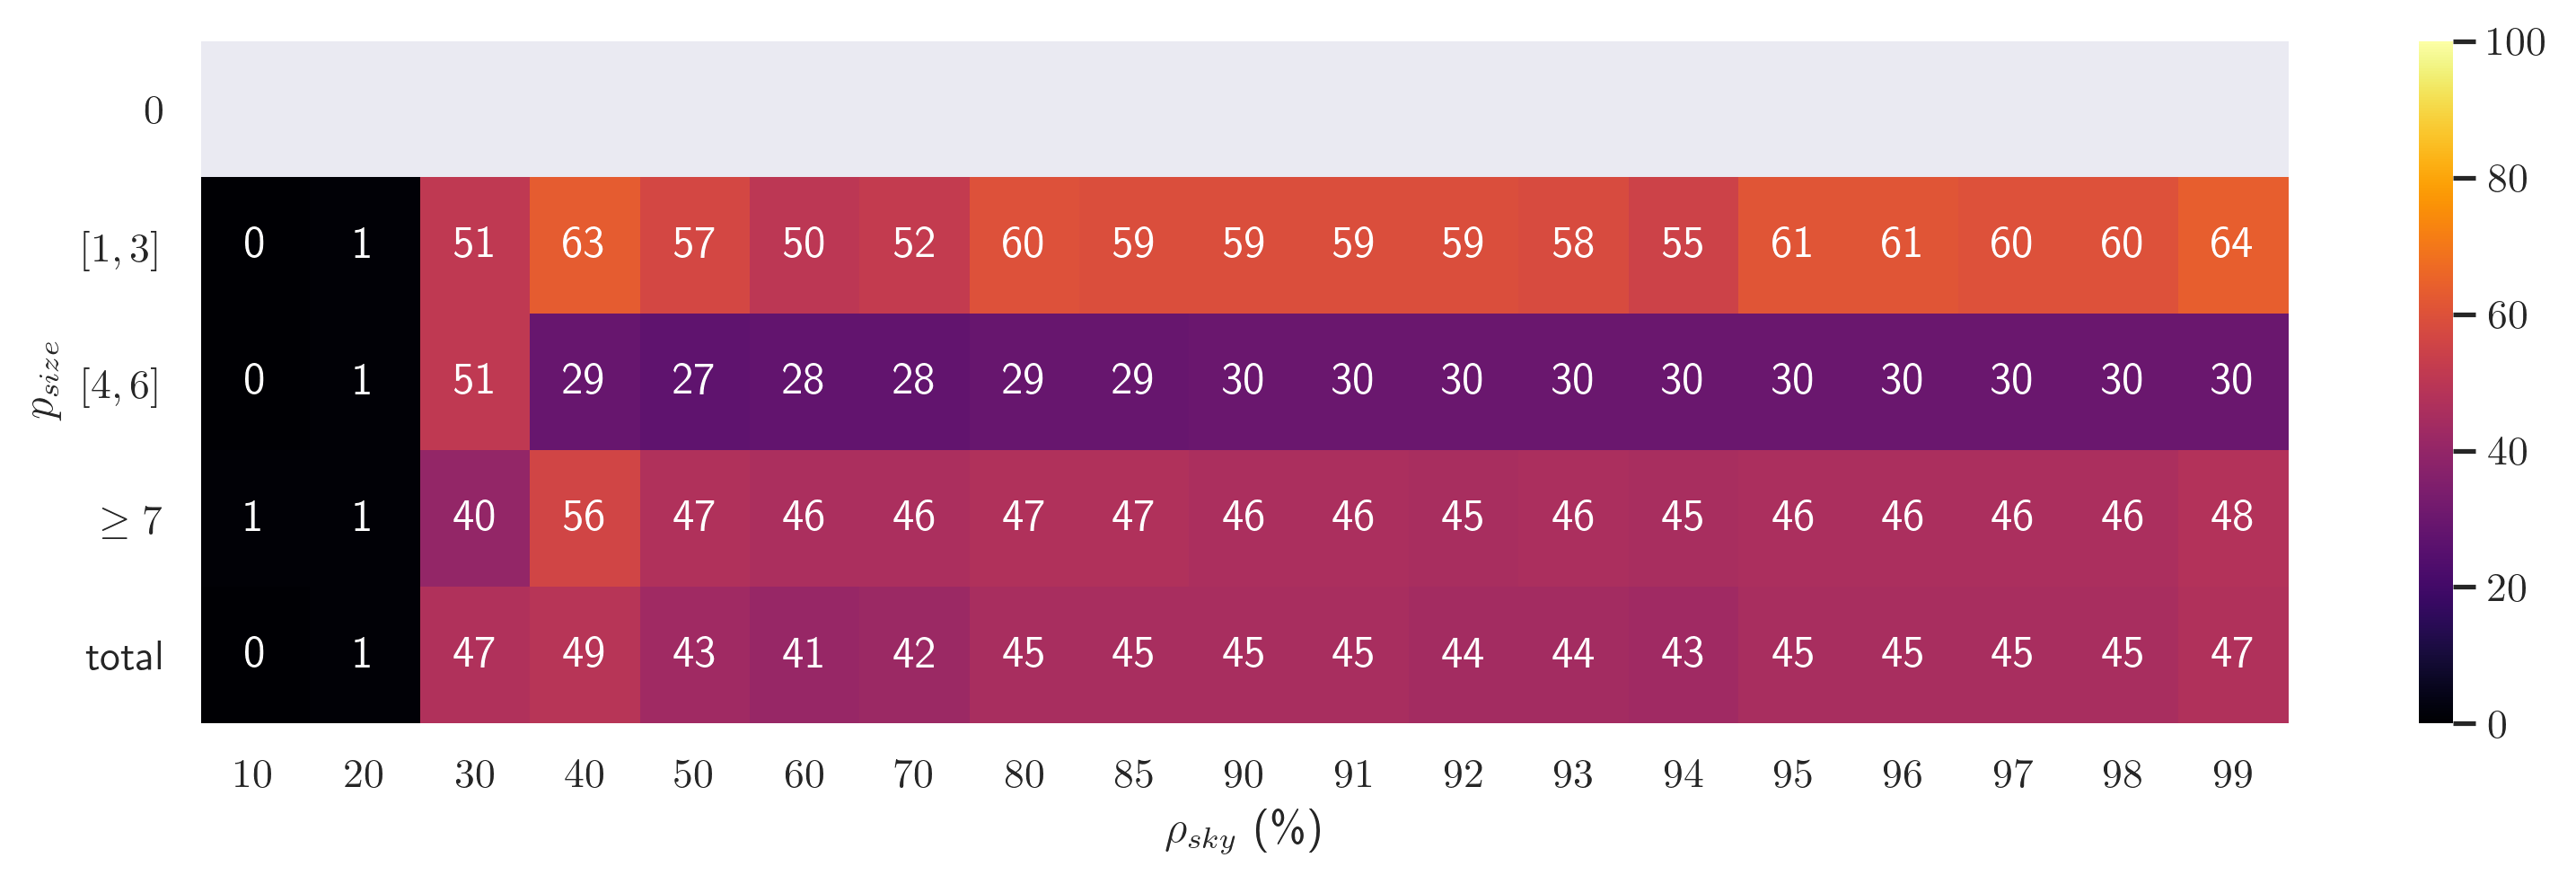 0
[1, 3] 0 1 51 63 57 50 52 60 59 59 59 59 58 55 61 61 60 60 64
[4, 6] 0 1 51 29 27 28 28 29 29 30 30 30 30 30 30 30 30 30 30
≥ 7 1 1 40 56 47 46 46 47 47 46 46 45 46 45 46 46 46 46 48
total 0 1 47 49 43 41 42 45 45 45 45 44 44 43 45 45 45 45 47
10 20 30 40 50 60 70 80 85 90 91 92 93 94 95 96 97 98 99
ρsky (%)
psize
100
80
60
40
20
0